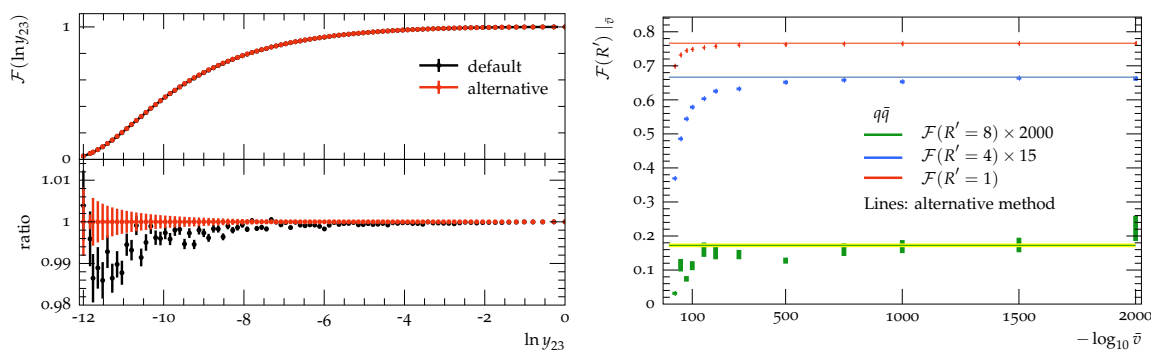 F(ln y23)
1
0
default
alternative
ratio
1.01
1
0.99
0.98
-12 -10 -8 -6 -4 -2 0
ln y23
F(R′) |v̄
0.8
0.7
0.6
0.5
0.4
0.3
0.2
0.1
0
qq̄
F(R′ = 8) × 2000
F(R′ = 4) × 15
F(R′ = 1)
Lines: alternative method
100 500 1000 1500 2000
− log10 v̄